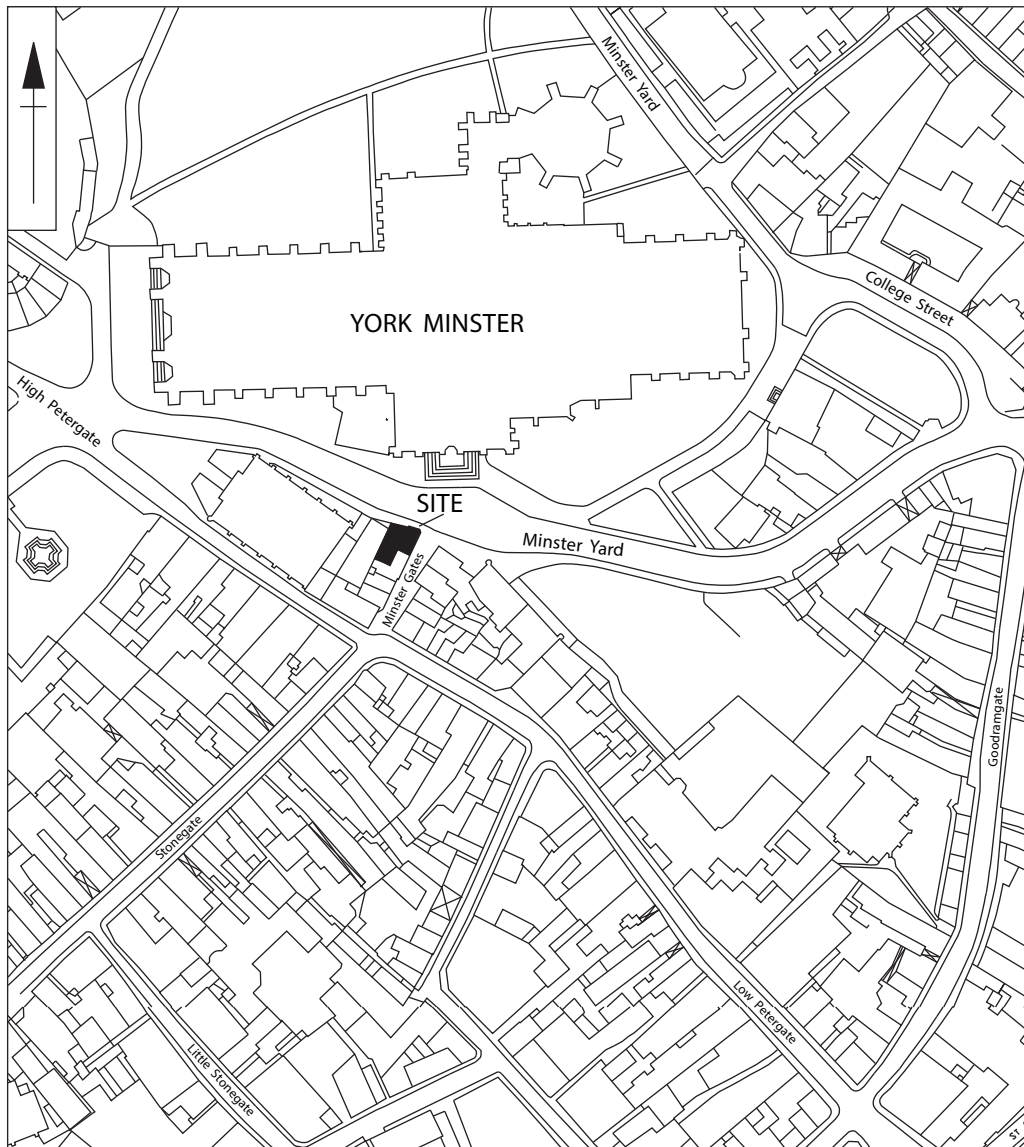 Minster Yard
College Street
YORK MINSTER
High Petergate
SITE
Minster Yard
Minster Gates
Goodramgate
Stonegate
Low Petergate
Little Stonegate
ST